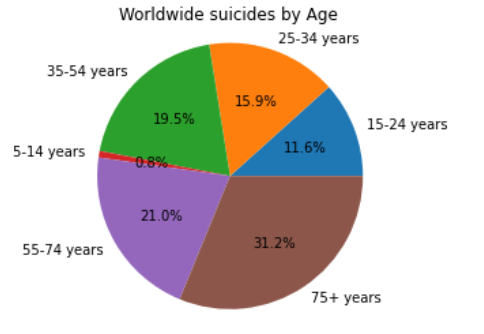 Worldwide suicides by Age
25-34 years
35-54 years
15.9%
19.5%
15-24 years
11.6%
5-14 years
0.8%
21.0%
31.2%
55-74 years
75+ years